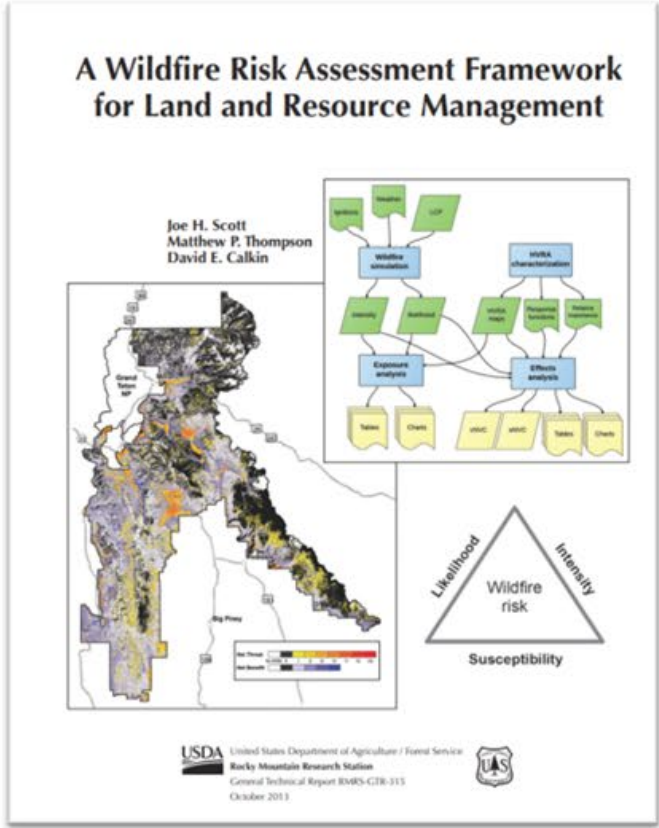 A Wildfire Risk Assessment Framework
for Land and Resource Management
Joe H. Scott
Matthew P. Thompson
David E. Calkin
Ignitions
Weather
LCP
Wildfire
simulation
HVRA
characterization
Intensity
likelihood
HVRA
maps
Response
functions
Relative
importance
Exposure
analysis
Effects
analysis
Tables
Charts
cNVC
eNVC
Tables
Charts
Grand
Teton
NP
Big Piney
Net Threat
Net Benefit
Likelihood
Intensity
Wildfire
risk
Susceptibility
USDA
United States Department of Agriculture / Forest Service
Rocky Mountain Research Station
General Technical Report RMRS-GTR-315
October 2013
U S